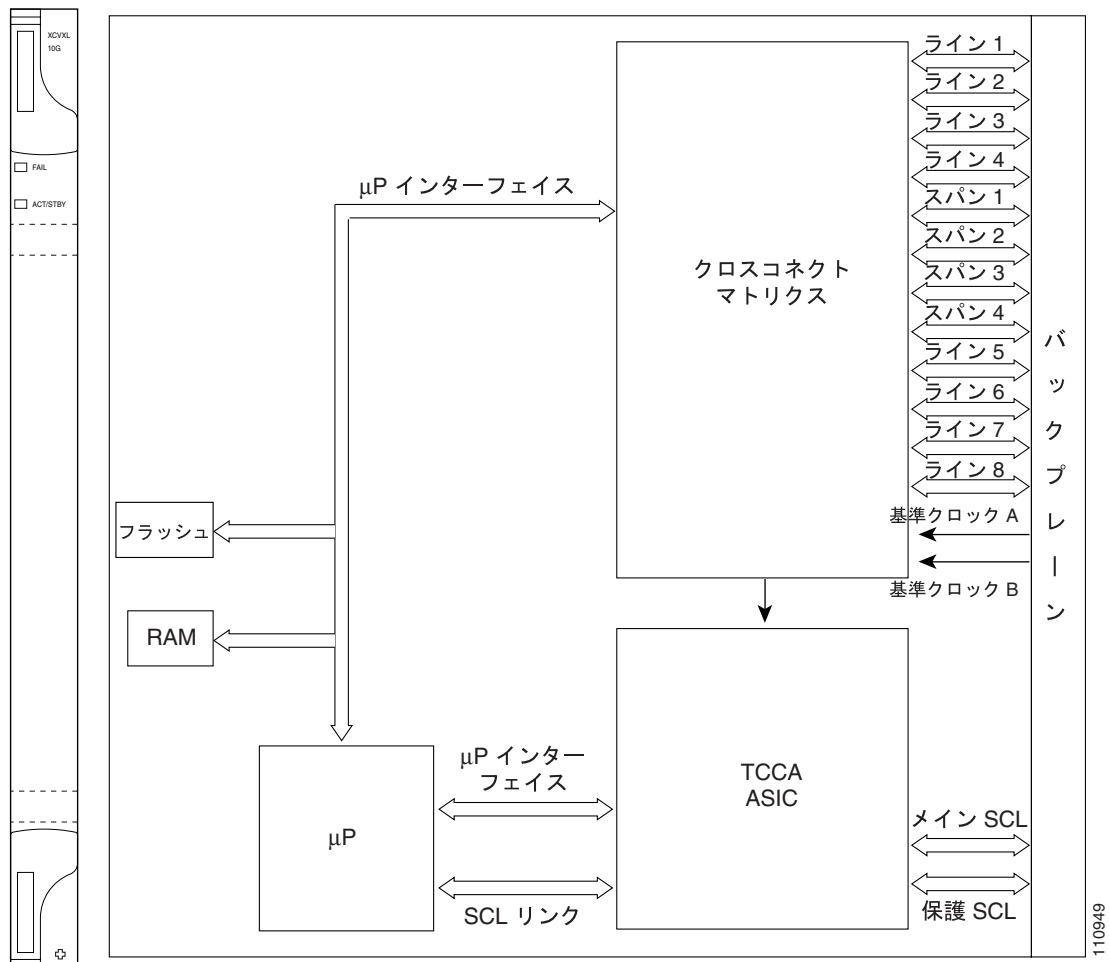 XCVXL
10G
FAIL
ACT/STBY
μP インターフェイス
クロスコネクト
マトリクス
ライン 1
ライン 2
ライン 3
ライン 4
スパン 1
スパン 2
スパン 3
スパン 4
ライン 5
ライン 6
ライン 7
ライン 8
基準クロック A
基準クロック B
バックプレーン
フラッシュ
RAM
μP
μP インター
フェイス
SCL リンク
TCCA
ASIC
メイン SCL
保護 SCL
110949